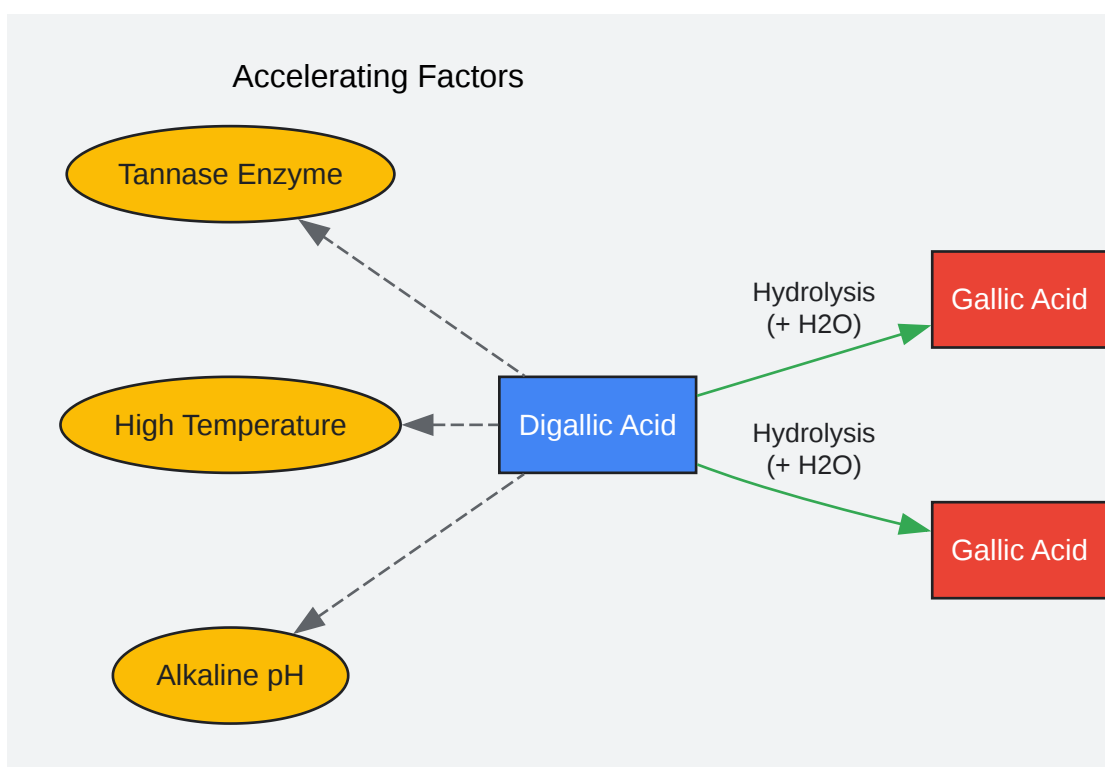 Accelerating Factors
Tannase Enzyme
Hydrolysis
(+ H2O)
Gallic Acid
High Temperature
Digallic Acid
Hydrolysis
(+ H2O)
Gallic Acid
Alkaline pH